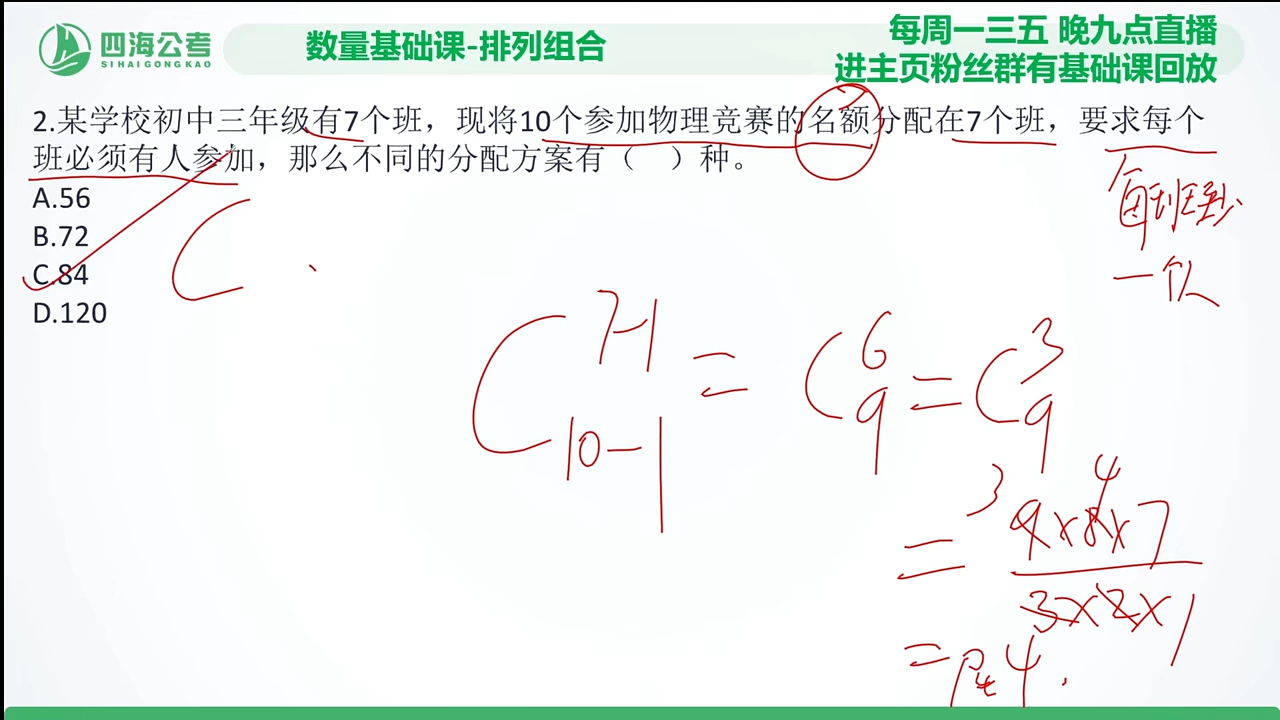 四海公考
SIHAIGONGKAO
数量基础课-排列组合
每周一三五 晚九点直播
进主页粉丝群有基础课回放
2.某学校初中三年级有7个班，现将10个参加物理竞赛的名额分配在7个班，要求每个
班必须有人参加，那么不同的分配方案有（　）种。
A.56
B.72
C.84
D.120
每班至少
一个人
C 7-1 10-1 = C 6 9 = C 3 9
3 4
= 9×8×7
3×2×1
= 尾4.